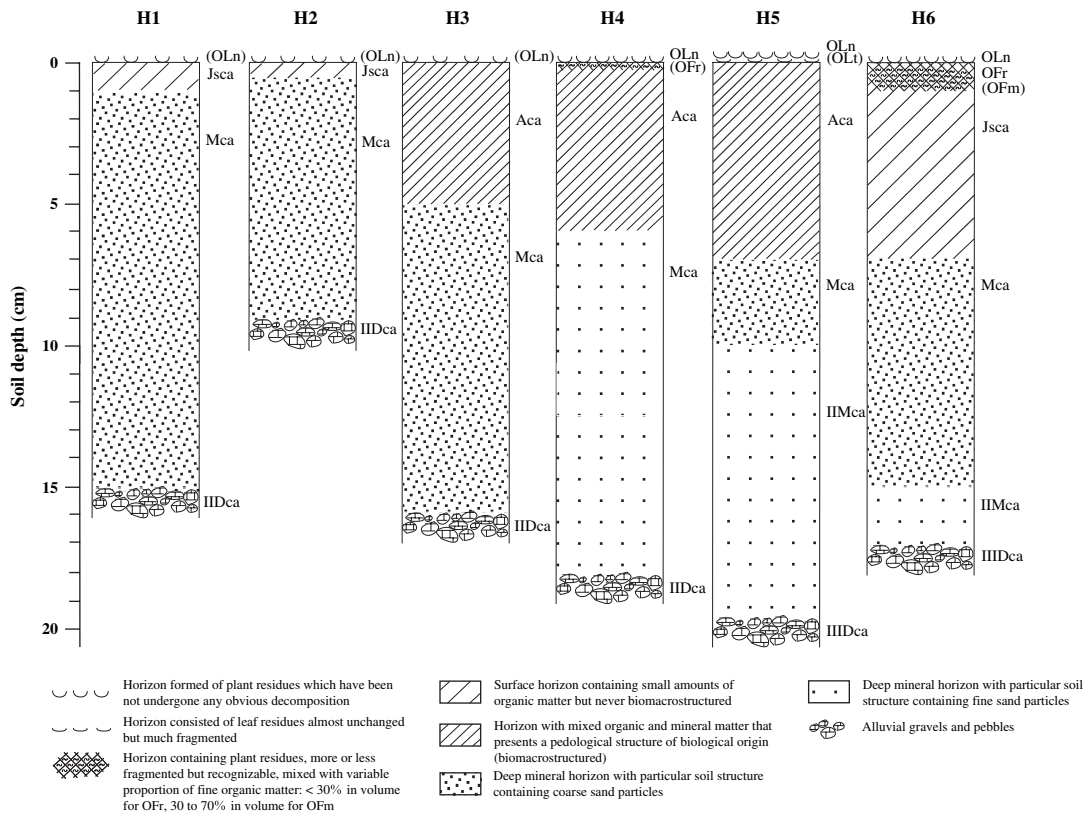 H1 H2 H3 H4 H5 H6
Soil depth (cm)
0
5
10
15
20
(OLn)
Jsca
Mca
IIDca
(OLn)
Jsca
Mca
IIDca
(OLn)
Aca
Mca
IIDca
OLn
(OFr)
Aca
Mca
IIDca
OLn
(OLt)
Aca
Mca
IIMca
IIIDca
OLn
OFr
(OFm)
Jsca
Mca
IIMca
IIIDca
Horizon formed of plant residues which have been
not undergone any obvious decomposition
Horizon consisted of leaf residues almost unchanged
but much fragmented
Horizon containing plant residues, more or less
fragmented but recognizable, mixed with variable
proportion of fine organic matter: < 30% in volume
for OFr, 30 to 70% in volume for OFm
Surface horizon containing small amounts of
organic matter but never biomacrostructured
Horizon with mixed organic and mineral matter that
presents a pedological structure of biological origin
(biomacrostructured)
Deep mineral horizon with particular soil structure
containing coarse sand particles
Deep mineral horizon with particular soil
structure containing fine sand particles
Alluvial gravels and pebbles